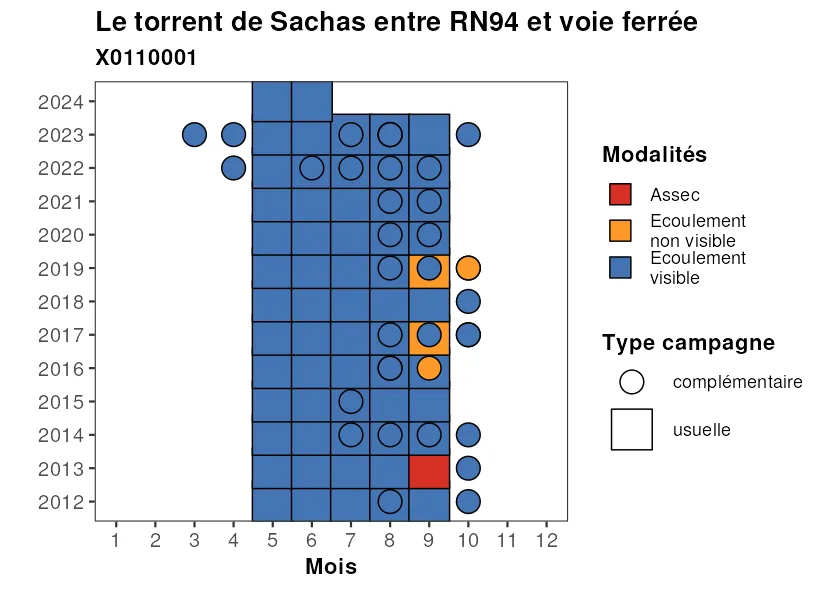 Le torrent de Sachas entre RN94 et voie ferrée
X0110001
2024
2023
2022
2021
2020
2019
2018
2017
2016
2015
2014
2013
2012
1 2 3 4 5 6 7 8 9 10 11 12
Mois
Modalités
Assec
Ecoulement
non visible
Ecoulement
visible
Type campagne
complémentaire
usuelle